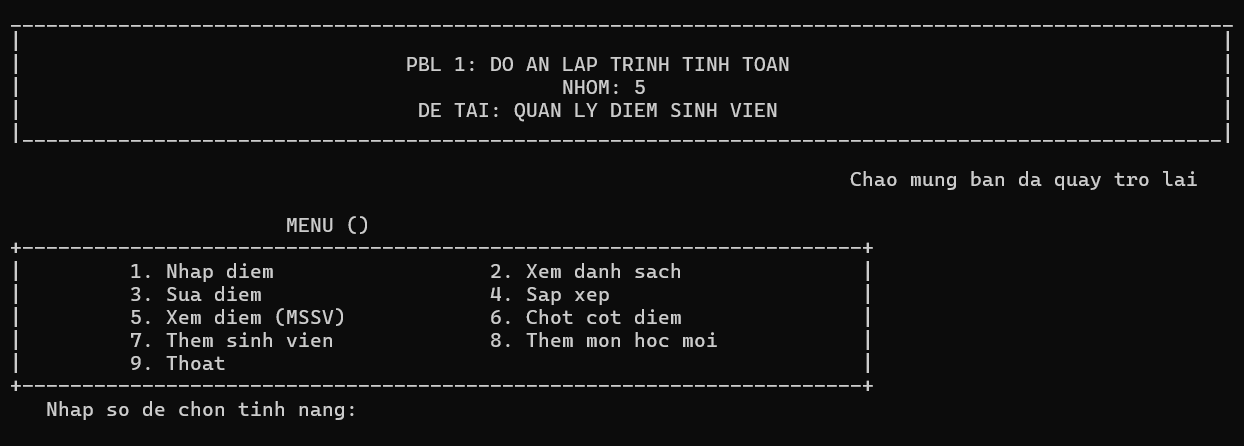 PBL 1: DO AN LAP TRINH TINH TOAN
NHOM: 5
DE TAI: QUAN LY DIEM SINH VIEN
Chao mung ban da quay tro lai
MENU ()
1. Nhap diem 2. Xem danh sach
3. Sua diem 4. Sap xep
5. Xem diem (MSSV) 6. Chot cot diem
7. Them sinh vien 8. Them mon hoc moi
9. Thoat
Nhap so de chon tinh nang: